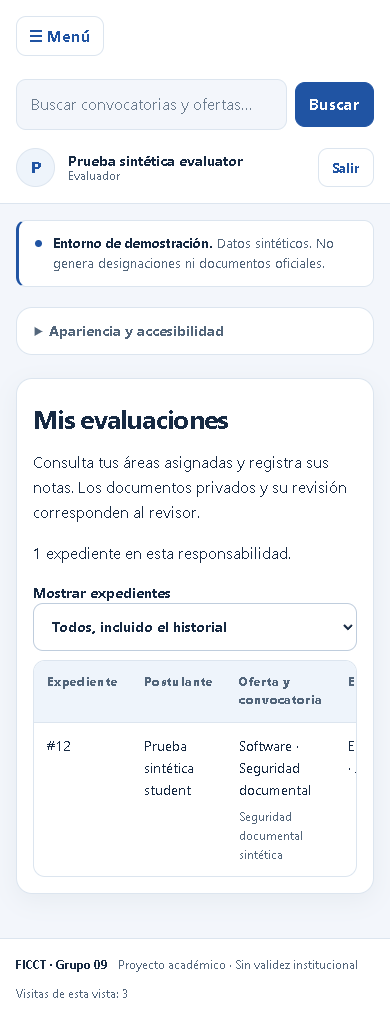 ☰ Menú
Buscar convocatorias y ofertas...
Buscar
P
Prueba sintética evaluator
Evaluador
Salir
Entorno de demostración. Datos sintéticos. No
genera designaciones ni documentos oficiales.
Apariencia y accesibilidad
Mis evaluaciones
Consulta tus áreas asignadas y registra sus
notas. Los documentos privados y su revisión
corresponden al revisor.
1 expediente en esta responsabilidad.
Mostrar expedientes
Todos, incluido el historial
Expediente
Postulante
Oferta y
convocatoria
#12
Prueba
sintética
student
Software ·
Seguridad
documental
Seguridad
documental
sintética
FICCT · Grupo 09 Proyecto académico · Sin validez institucional
Visitas de esta vista: 3